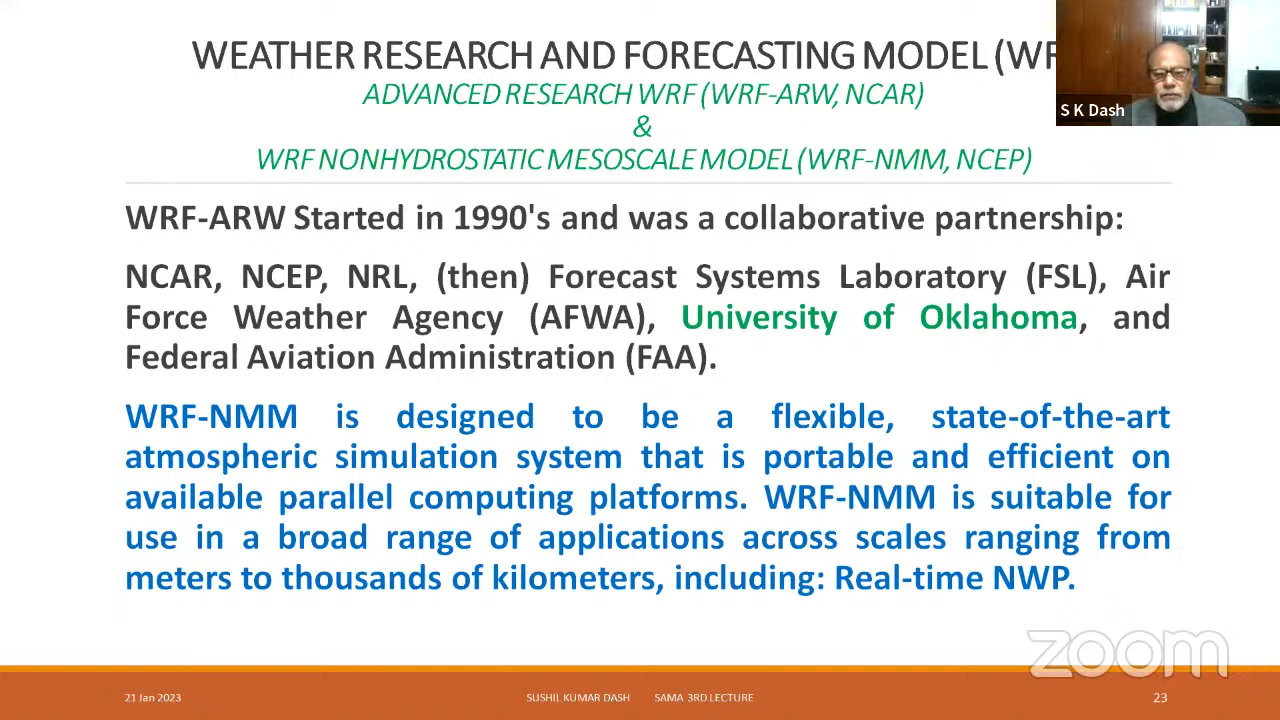 WEATHER RESEARCH AND FORECASTING MODEL (WR
ADVANCED RESEARCH WRF (WRF-ARW, NCAR)
&
WRF NONHYDROSTATIC MESOSCALE MODEL (WRF-NMM, NCEP)
S K Dash
WRF-ARW Started in 1990's and was a collaborative partnership:
NCAR, NCEP, NRL, (then) Forecast Systems Laboratory (FSL), Air
Force Weather Agency (AFWA), University of Oklahoma, and
Federal Aviation Administration (FAA).
WRF-NMM is designed to be a flexible, state-of-the-art
atmospheric simulation system that is portable and efficient on
available parallel computing platforms. WRF-NMM is suitable for
use in a broad range of applications across scales ranging from
meters to thousands of kilometers, including: Real-time NWP.
zoom
21 Jan 2023 SUSHIL KUMAR DASH SAMA 3RD LECTURE 23